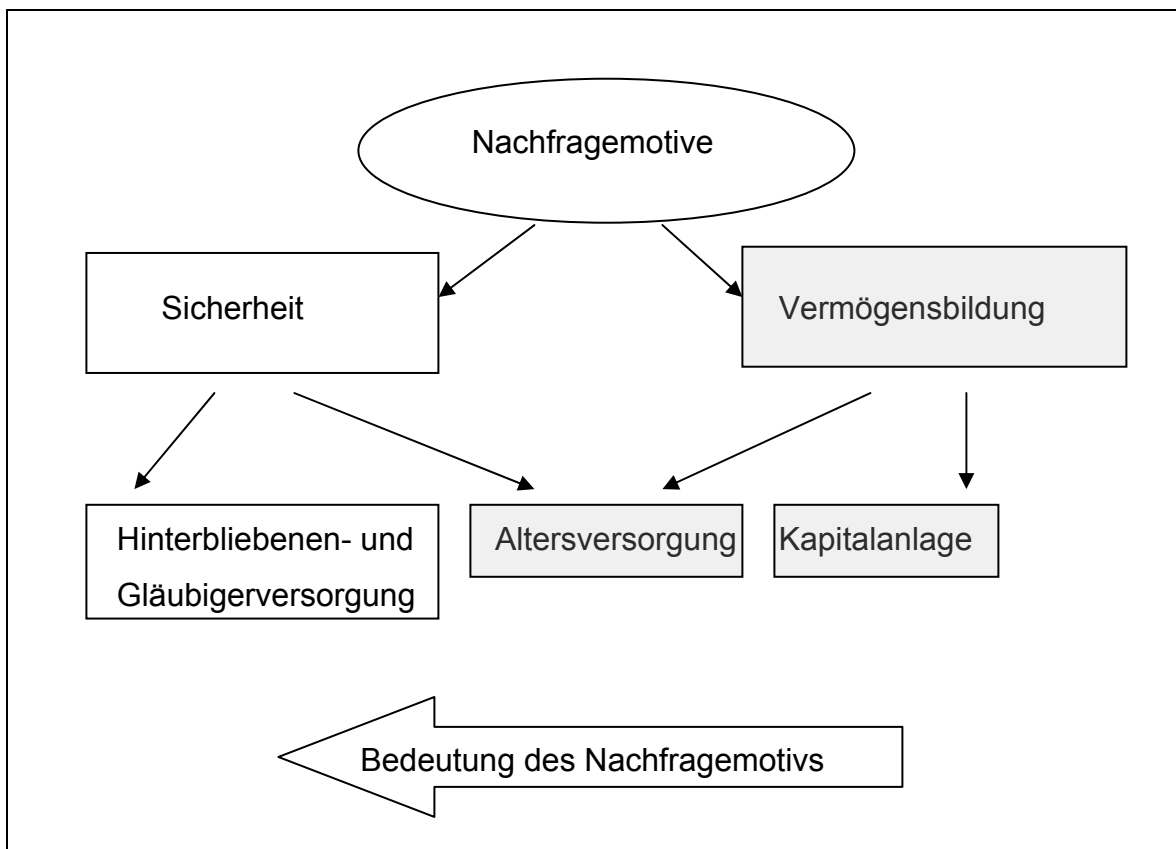 Nachfragemotive
Sicherheit
Vermögensbildung
Hinterbliebenen- und
Gläubigerversorgung
Altersversorgung
Kapitalanlage
Bedeutung des Nachfragemotivs